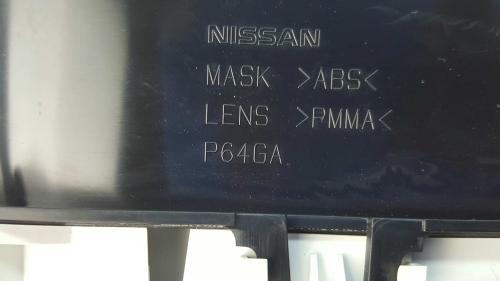 NISSAN
MASK >ABS<
LENS >PMMA<
P64GA